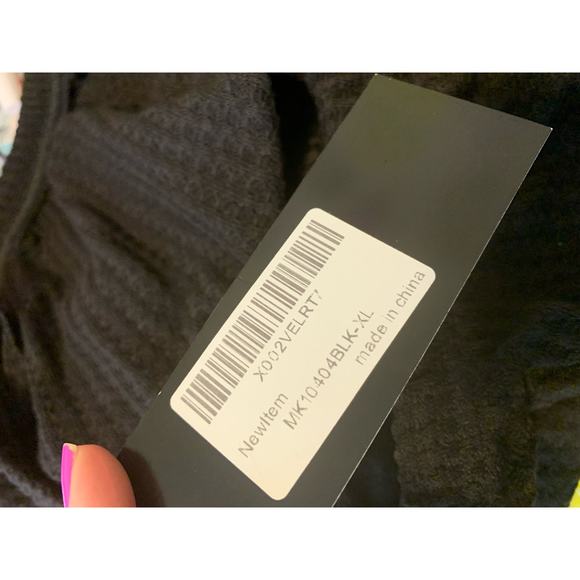 X002VELRT7
NewItem
MK10404BLK-XL
made in china